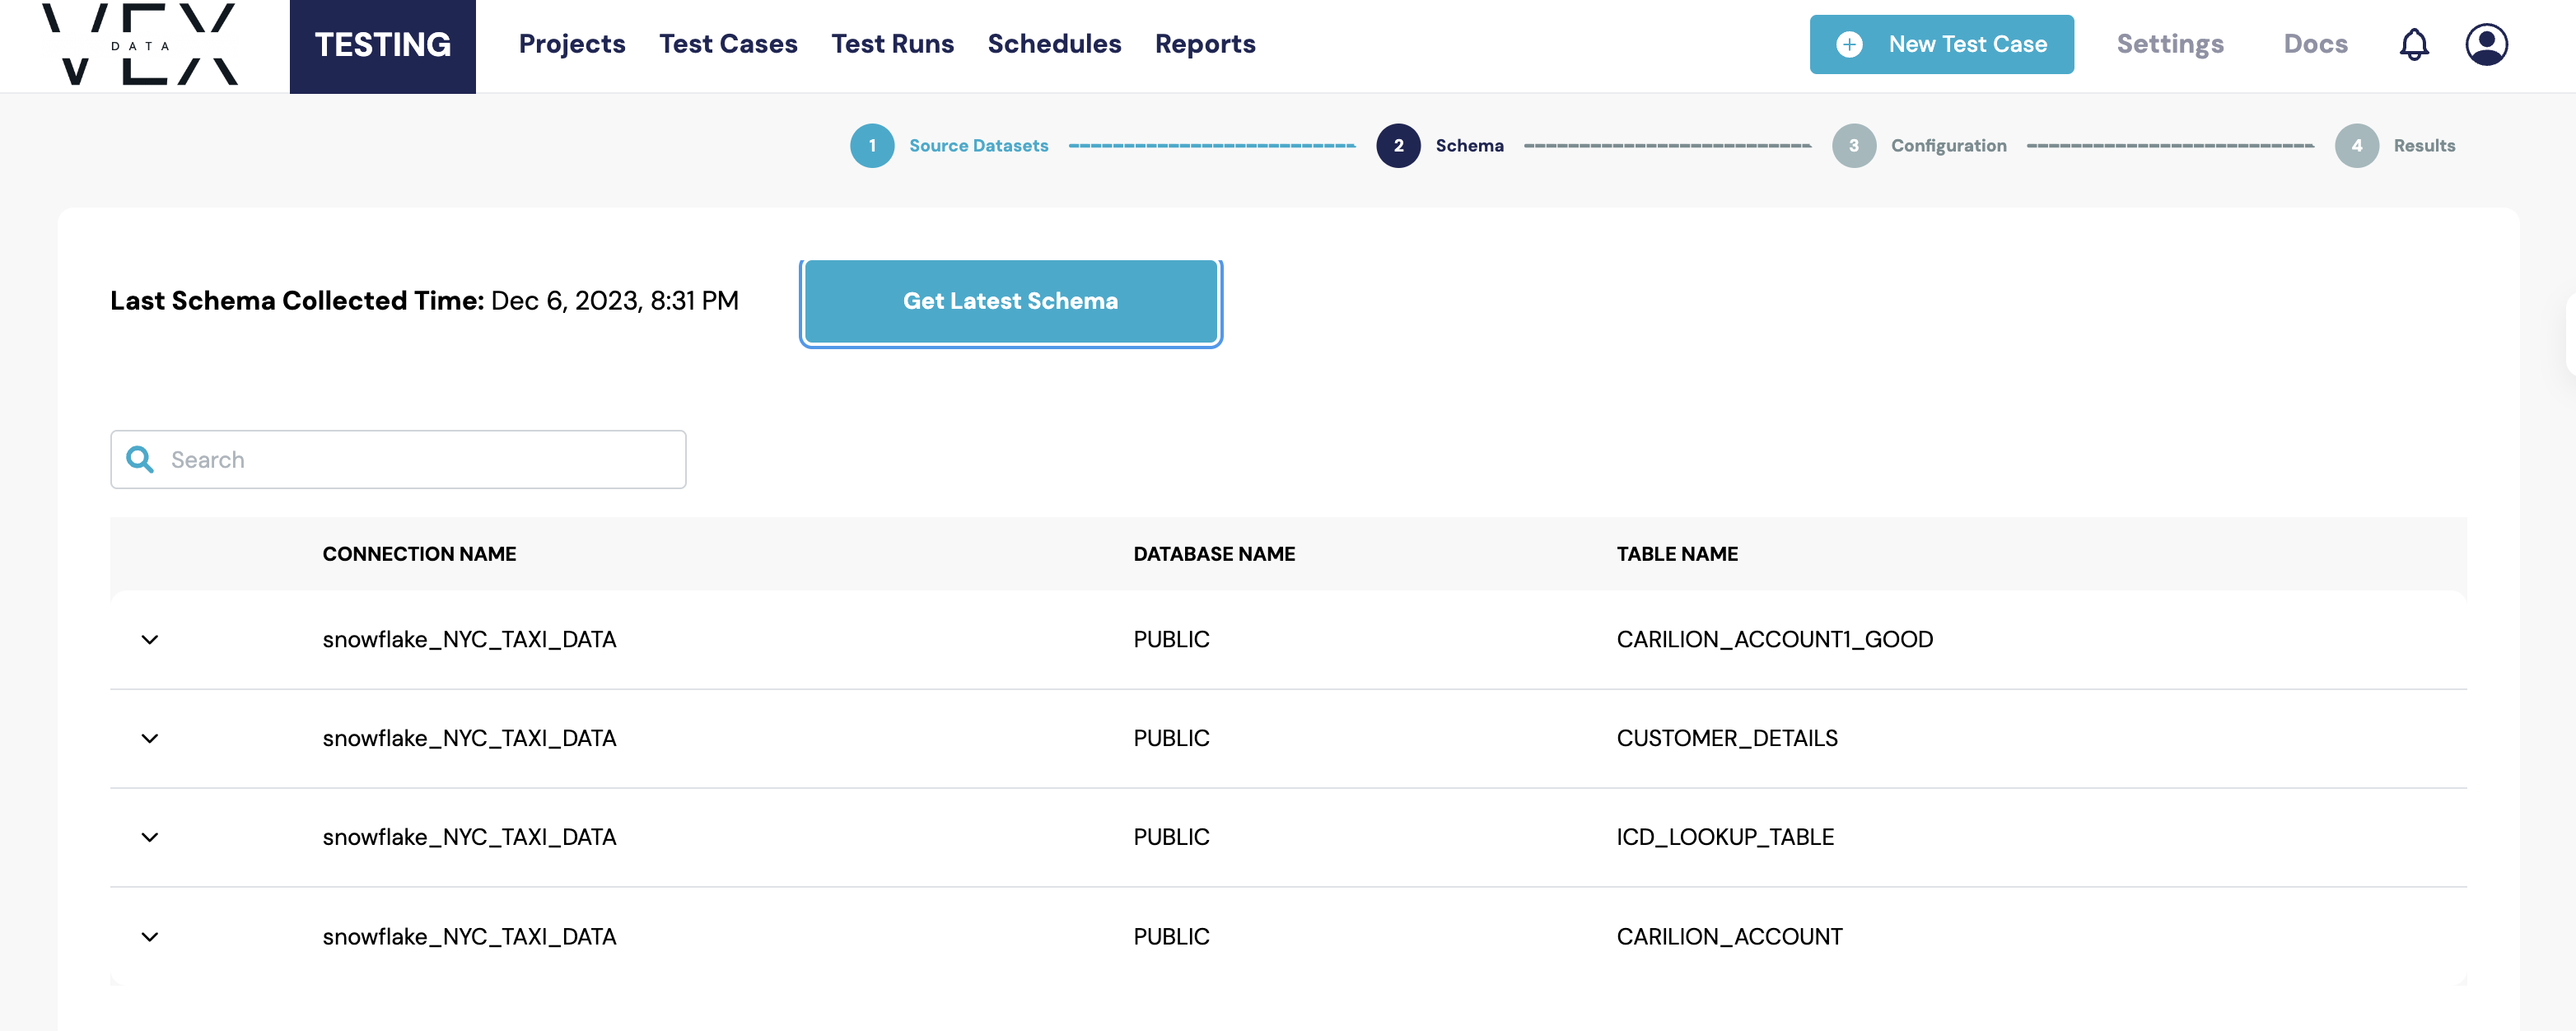 VEX
DATA
TESTING
Projects
Test Cases
Test Runs
Schedules
Reports
New Test Case
Settings
Docs
1 Source Datasets
2 Schema
3 Configuration
4 Results
Last Schema Collected Time: Dec 6, 2023, 8:31 PM
Get Latest Schema
Search
CONNECTION NAME DATABASE NAME TABLE NAME
snowflake_NYC_TAXI_DATA PUBLIC CARILION_ACCOUNT1_GOOD
snowflake_NYC_TAXI_DATA PUBLIC CUSTOMER_DETAILS
snowflake_NYC_TAXI_DATA PUBLIC ICD_LOOKUP_TABLE
snowflake_NYC_TAXI_DATA PUBLIC CARILION_ACCOUNT